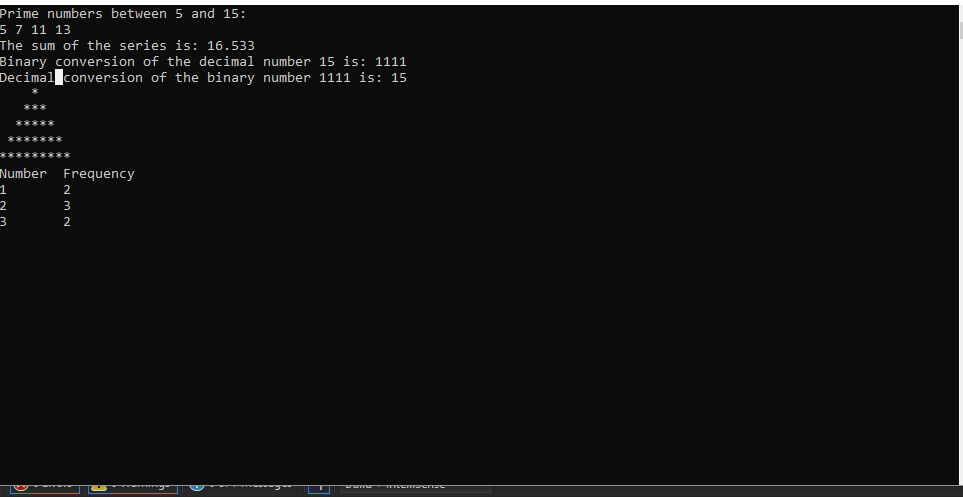 Prime numbers between 5 and 15:
5 7 11 13
The sum of the series is: 16.533
Binary conversion of the decimal number 15 is: 1111
Decimal conversion of the binary number 1111 is: 15
*
***
*****
*******
*********
Number Frequency
1 2
2 3
3 2